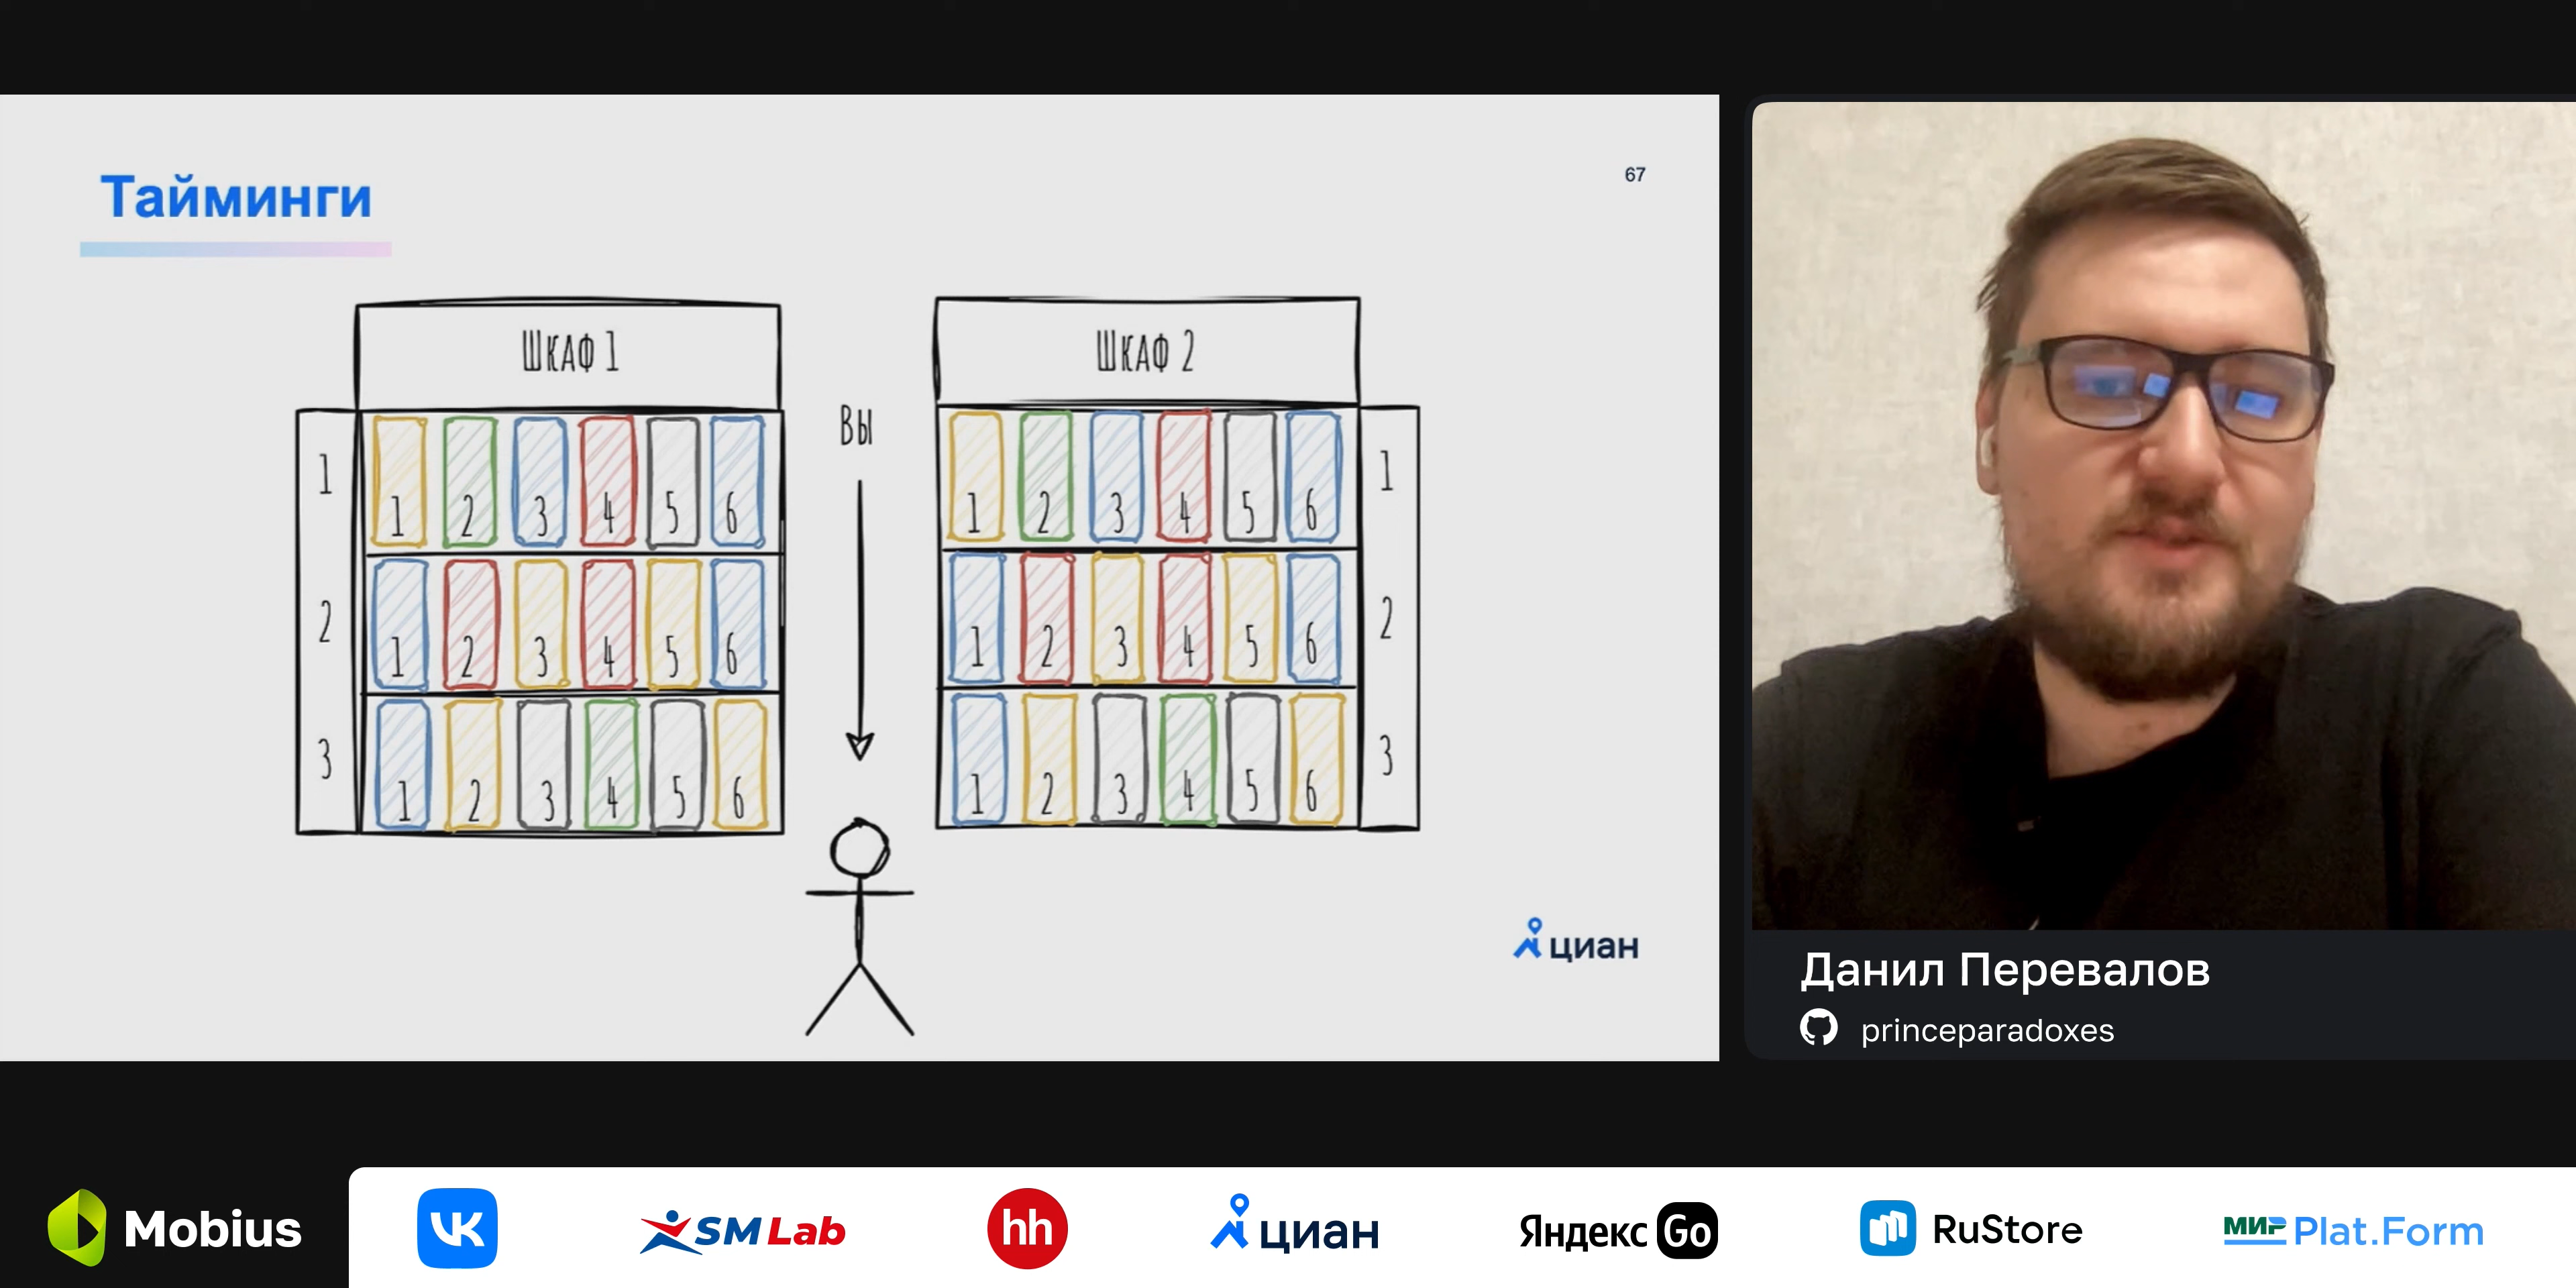 Тайминги
67
ШКАФ 1
1
1 2 3 4 5 6
2
1 2 3 4 5 6
3
1 2 3 4 5 6
ВЫ
ШКАФ 2
1 2 3 4 5 6
1
1 2 3 4 5 6
2
1 2 3 4 5 6
3
циан
Данил Перевалов
princeparadoxes
Mobius
VK
SM Lab
hh
циан
Яндекс Go
RuStore
МИР Plat.Form